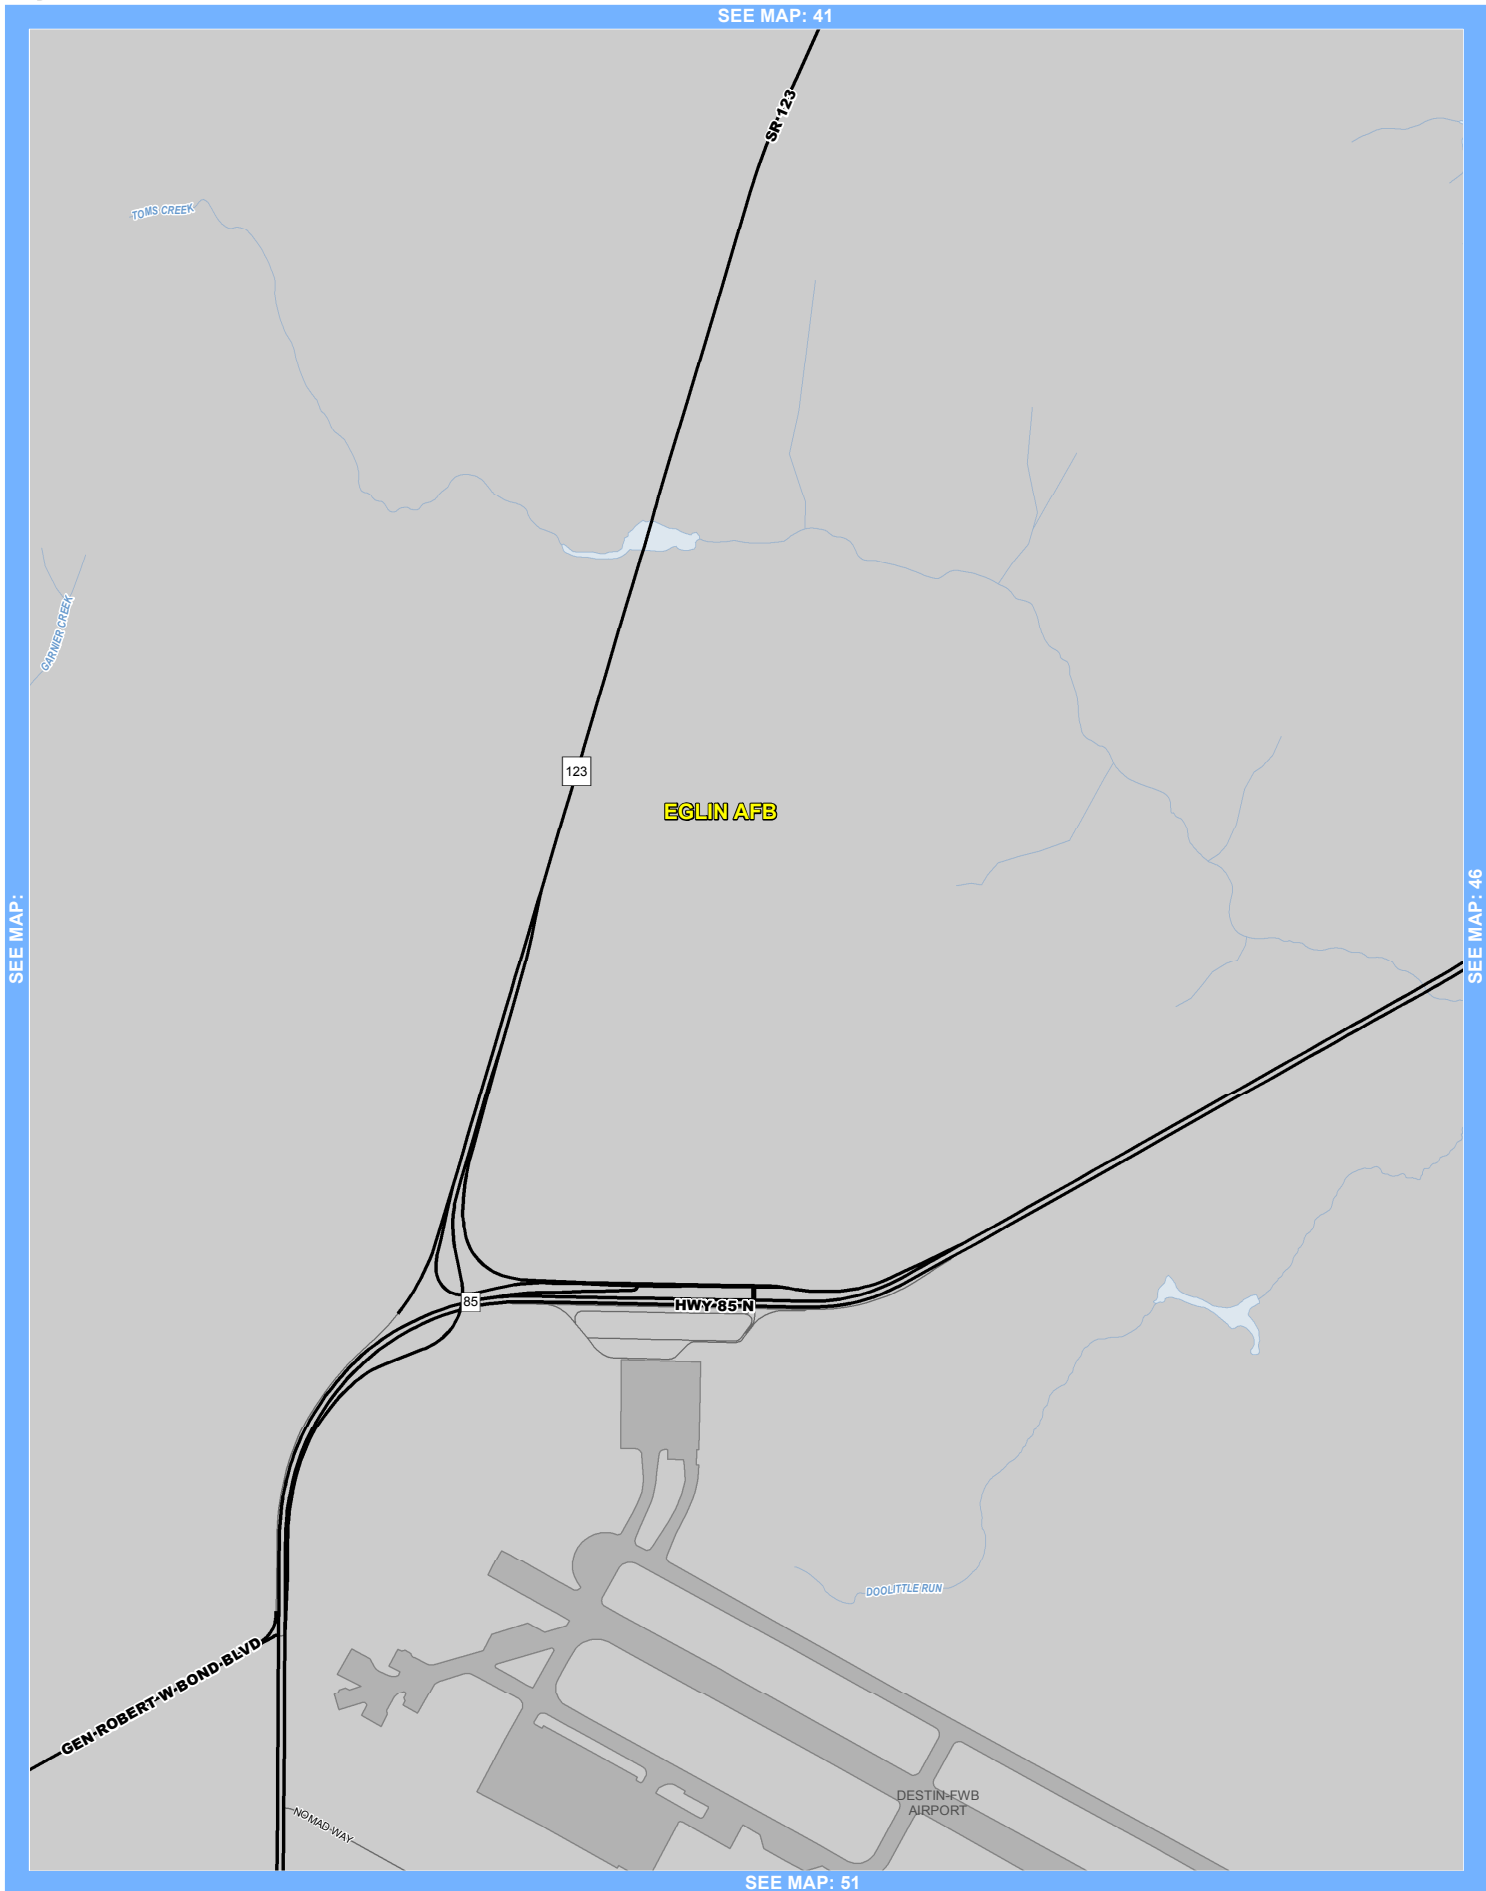 SEE MAP: 41
SR 123
TOMS CREEK
GARNIER CREEK
123
EGLIN AFB
SEE MAP:
SEE MAP: 46
85
HWY 85 N
DOOLITTLE RUN
GEN ROBERT W BOND BLVD
DESTIN-FWB
AIRPORT
NOMAD WAY
SEE MAP: 51